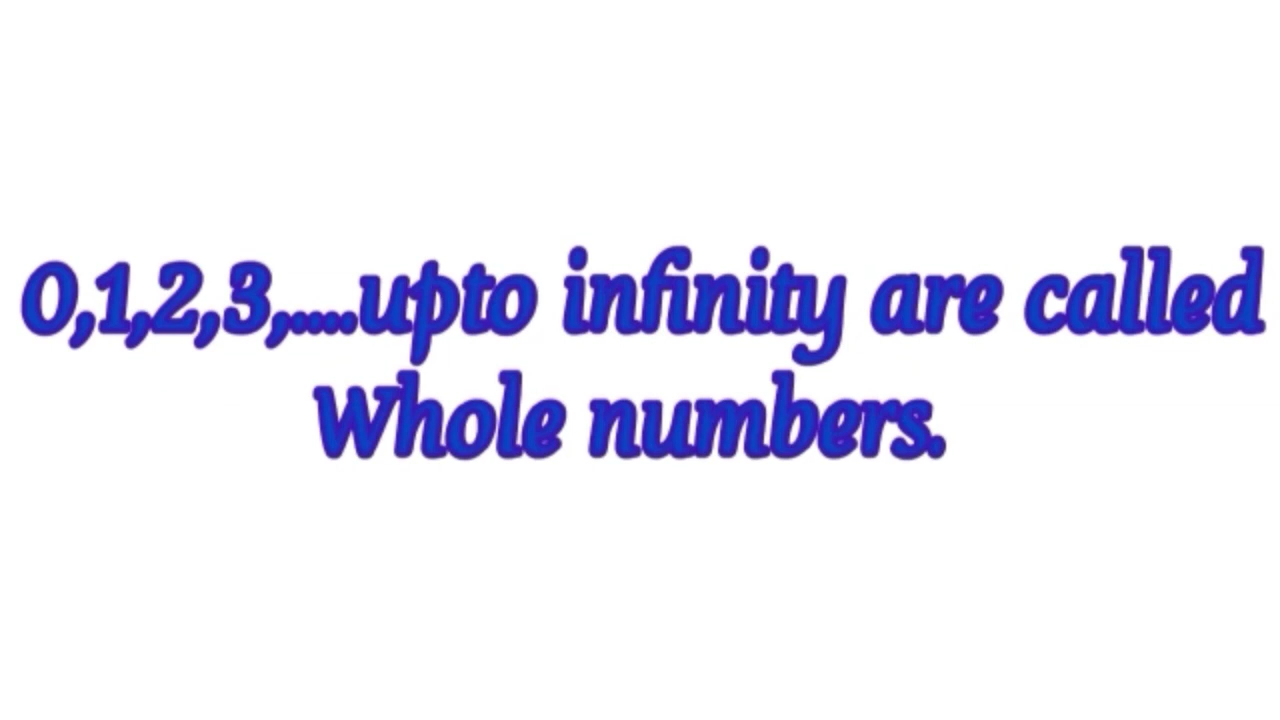 0,1,2,3,....upto infinity are called
Whole numbers.